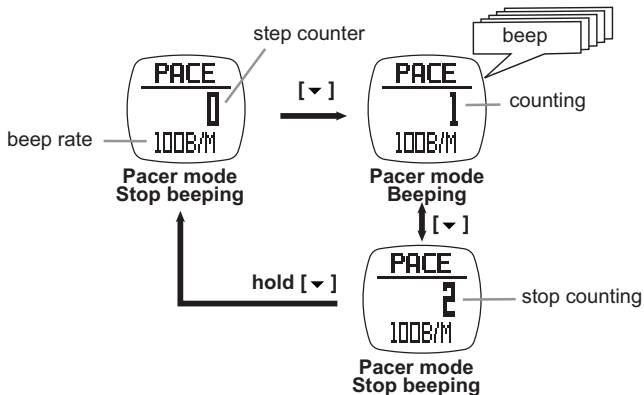 step counter
beep
PACE
0
100B/M
[▼]
PACE
1
100B/M
counting
beep rate
Pacer mode
Stop beeping
Pacer mode
Beeping
[▼]
PACE
2
100B/M
hold [▼]
stop counting
Pacer mode
Stop beeping